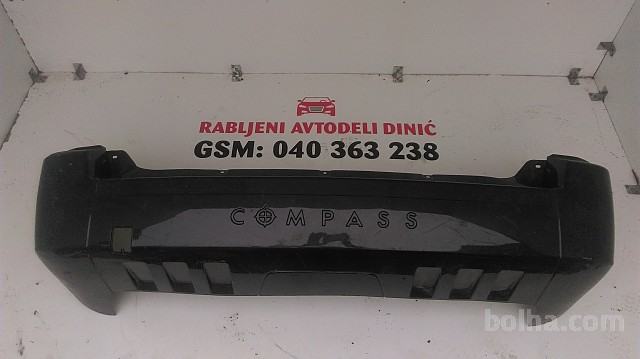 RABLJENI AVTODELI DINIĆ
GSM: 040 363 238
COMPASS
bolha.com